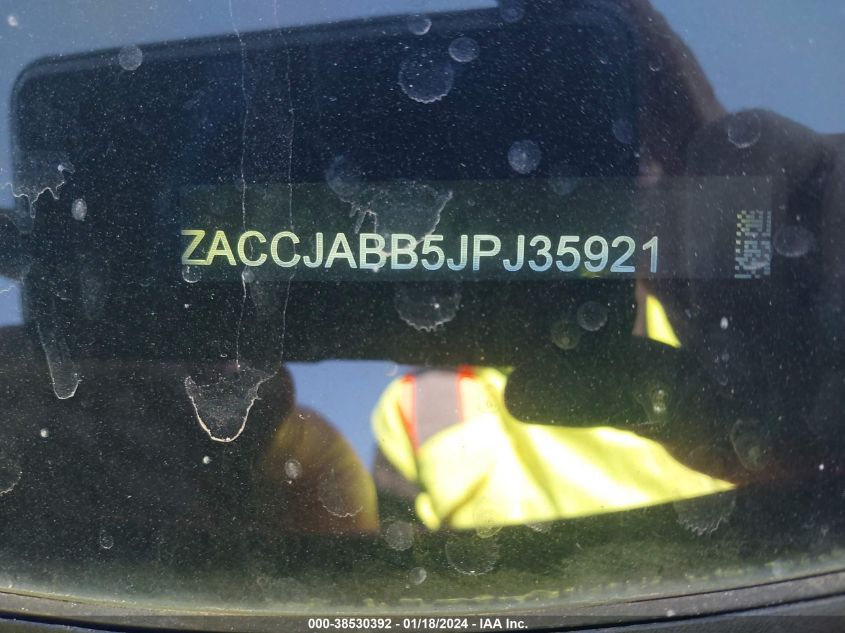 ZACCJABB5JPJ35921
000-38530392 - 01/18/2024 - IAA Inc.